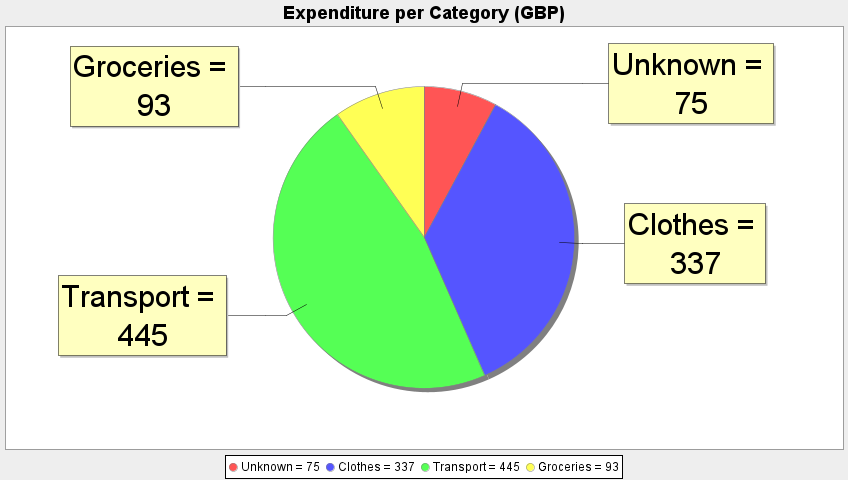 Expenditure per Category (GBP)
Groceries =
93
Unknown =
75
Clothes =
337
Transport =
445
Unknown = 75 Clothes = 337 Transport = 445 Groceries = 93